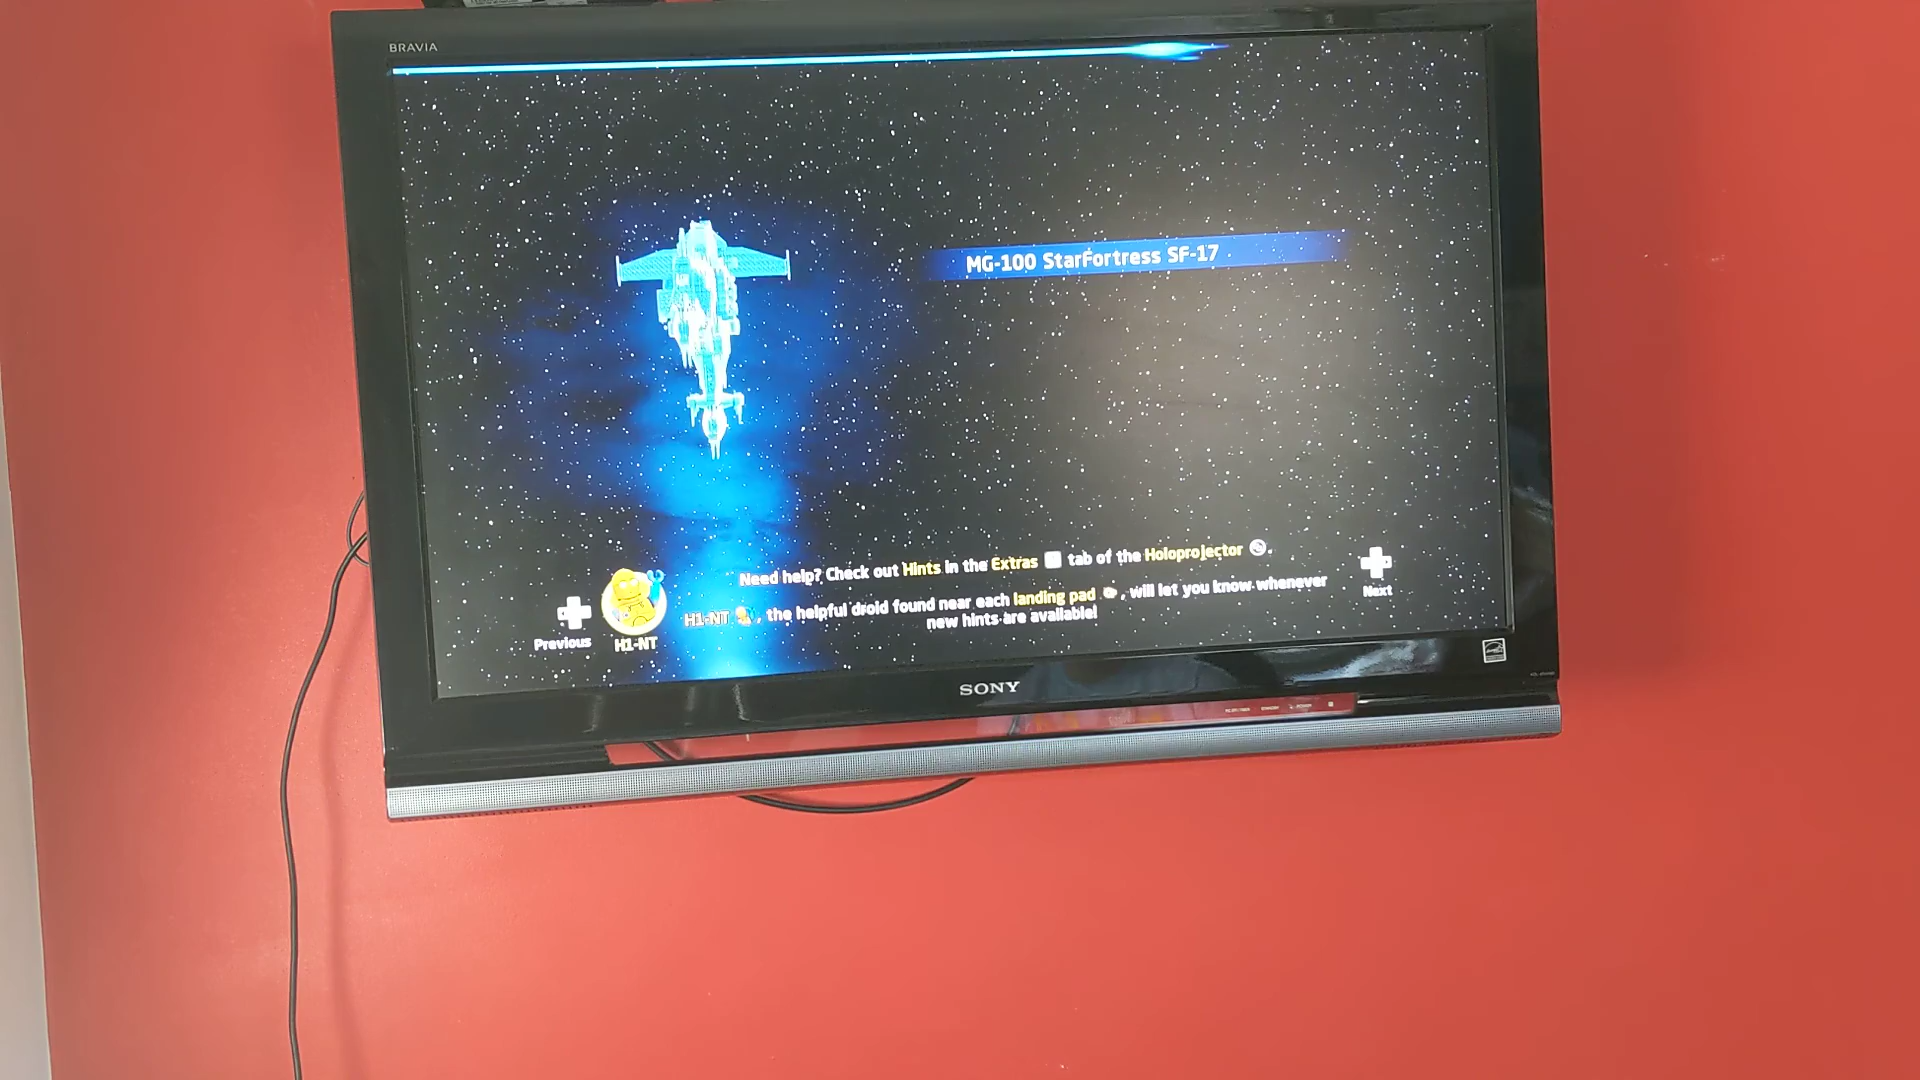 BRAVIA
MG-100 StarFortress SF-17
Need help? Check out Hints in the Extras tab of the Holoprojector .
H1-NT , the helpful droid found near each landing pad , will let you know whenever
new hints are available!
Previous
H1-NT
Next
SONY